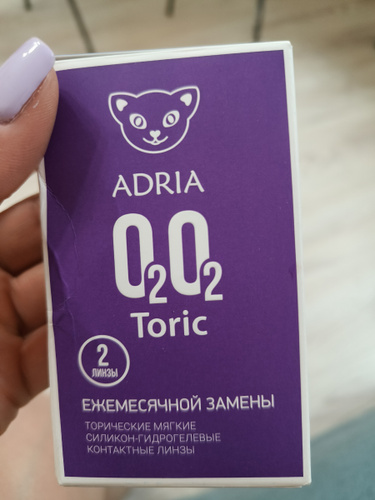 ADRIA
O2O2
Toric
2
ЛИНЗЫ
ЕЖЕМЕСЯЧНОЙ ЗАМЕНЫ
ТОРИЧЕСКИЕ МЯГКИЕ
СИЛИКОН-ГИДРОГЕЛЕВЫЕ
КОНТАКТНЫЕ ЛИНЗЫ